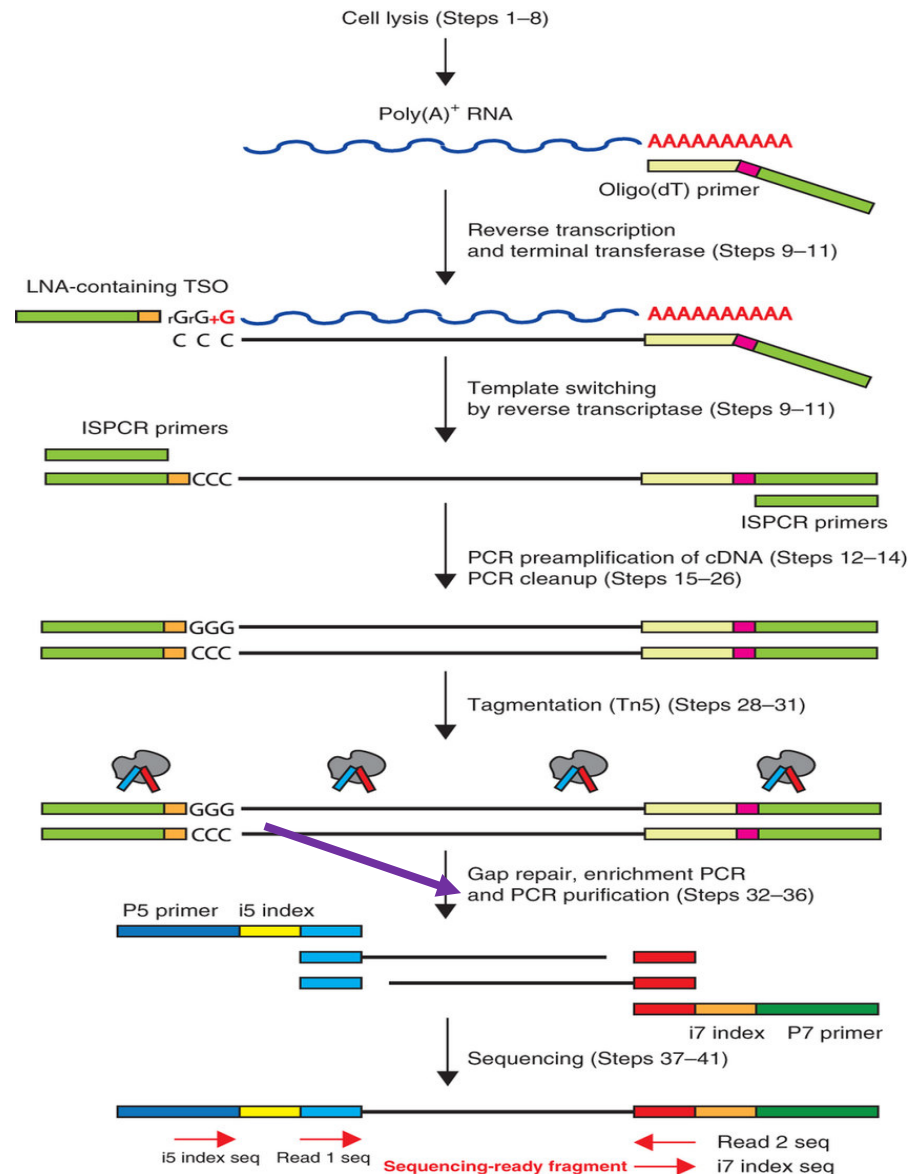 Cell lysis (Steps 1–8)
Poly(A)+ RNA
AAAAAAAAAA
Oligo(dT) primer
Reverse transcription
and terminal transferase (Steps 9–11)
LNA-containing TSO
rGrG+G
AAAAAAAAAA
C C C
Template switching
by reverse transcriptase (Steps 9–11)
ISPCR primers
CCC
ISPCR primers
PCR preamplification of cDNA (Steps 12–14)
PCR cleanup (Steps 15–26)
GGG
CCC
Tagmentation (Tn5) (Steps 28–31)
GGG
CCC
Gap repair, enrichment PCR
and PCR purification (Steps 32–36)
P5 primer i5 index
i7 index P7 primer
Sequencing (Steps 37–41)
i5 index seq Read 1 seq Read 2 seq
Sequencing-ready fragment i7 index seq